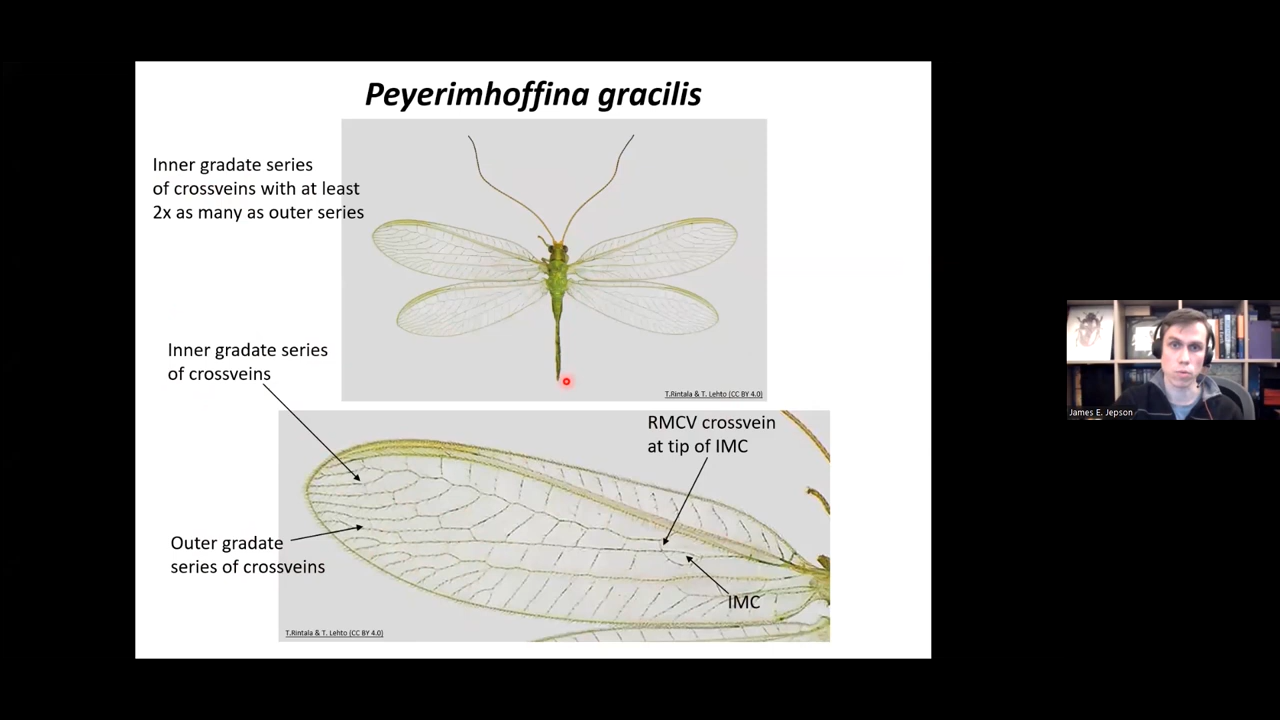 Peyerimhoffina gracilis
Inner gradate series
of crossveins with at least
2x as many as outer series
T.Rintala & T. Lehto (CC BY 4.0)
Inner gradate series
of crossveins
RMCV crossvein
at tip of IMC
Outer gradate
series of crossveins
IMC
T.Rintala & T. Lehto (CC BY 4.0)
James E. Jepson